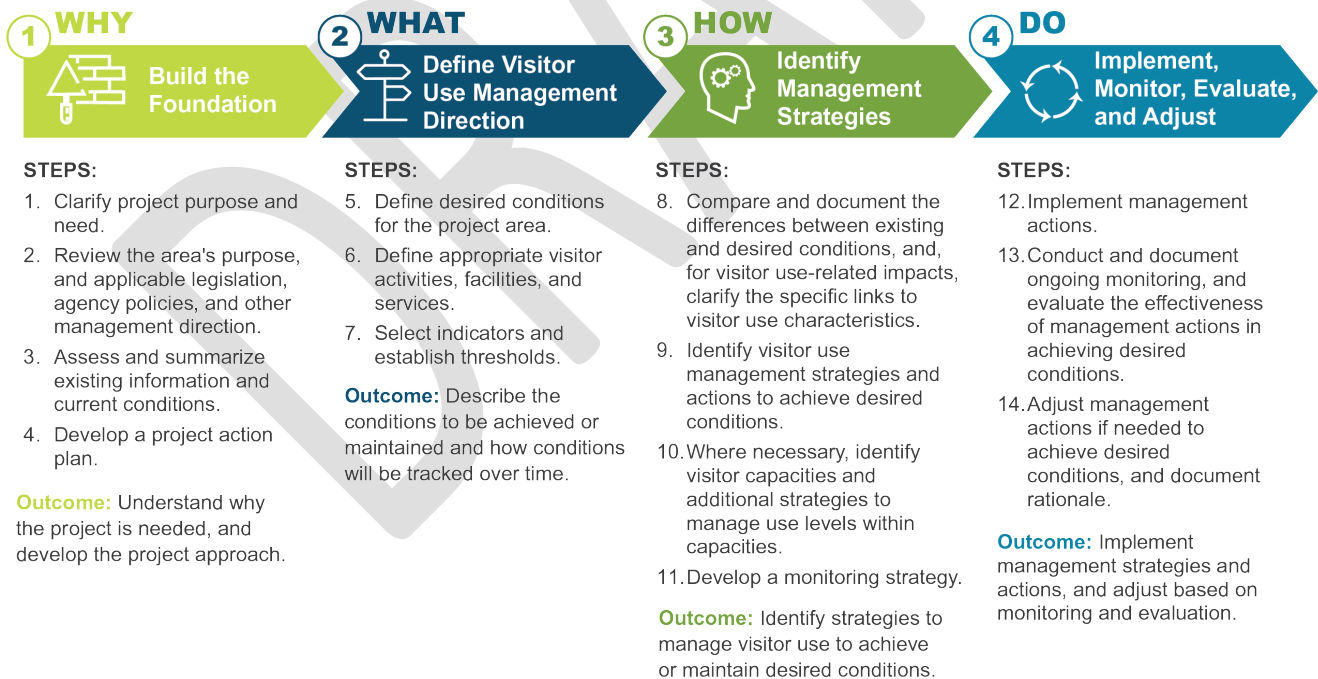 1 WHY
Build the
Foundation
STEPS:
1. Clarify project purpose and
need.
2. Review the area's purpose,
and applicable legislation,
agency policies, and other
management direction.
3. Assess and summarize
existing information and
current conditions.
4. Develop a project action
plan.
Outcome: Understand why
the project is needed, and
develop the project approach.
2 WHAT
Define Visitor
Use Management
Direction
STEPS:
5. Define desired conditions
for the project area.
6. Define appropriate visitor
activities, facilities, and
services.
7. Select indicators and
establish thresholds.
Outcome: Describe the
conditions to be achieved or
maintained and how conditions
will be tracked over time.
3 HOW
Identify
Management
Strategies
STEPS:
8. Compare and document the
differences between existing
and desired conditions, and,
for visitor use-related impacts,
clarify the specific links to
visitor use characteristics.
9. Identify visitor use
management strategies and
actions to achieve desired
conditions.
10. Where necessary, identify
visitor capacities and
additional strategies to
manage use levels within
capacities.
11. Develop a monitoring strategy.
Outcome: Identify strategies to
manage visitor use to achieve
or maintain desired conditions.
4 DO
Implement,
Monitor, Evaluate,
and Adjust
STEPS:
12. Implement management
actions.
13. Conduct and document
ongoing monitoring, and
evaluate the effectiveness
of management actions in
achieving desired
conditions.
14. Adjust management
actions if needed to
achieve desired
conditions, and document
rationale.
Outcome: Implement
management strategies and
actions, and adjust based on
monitoring and evaluation.